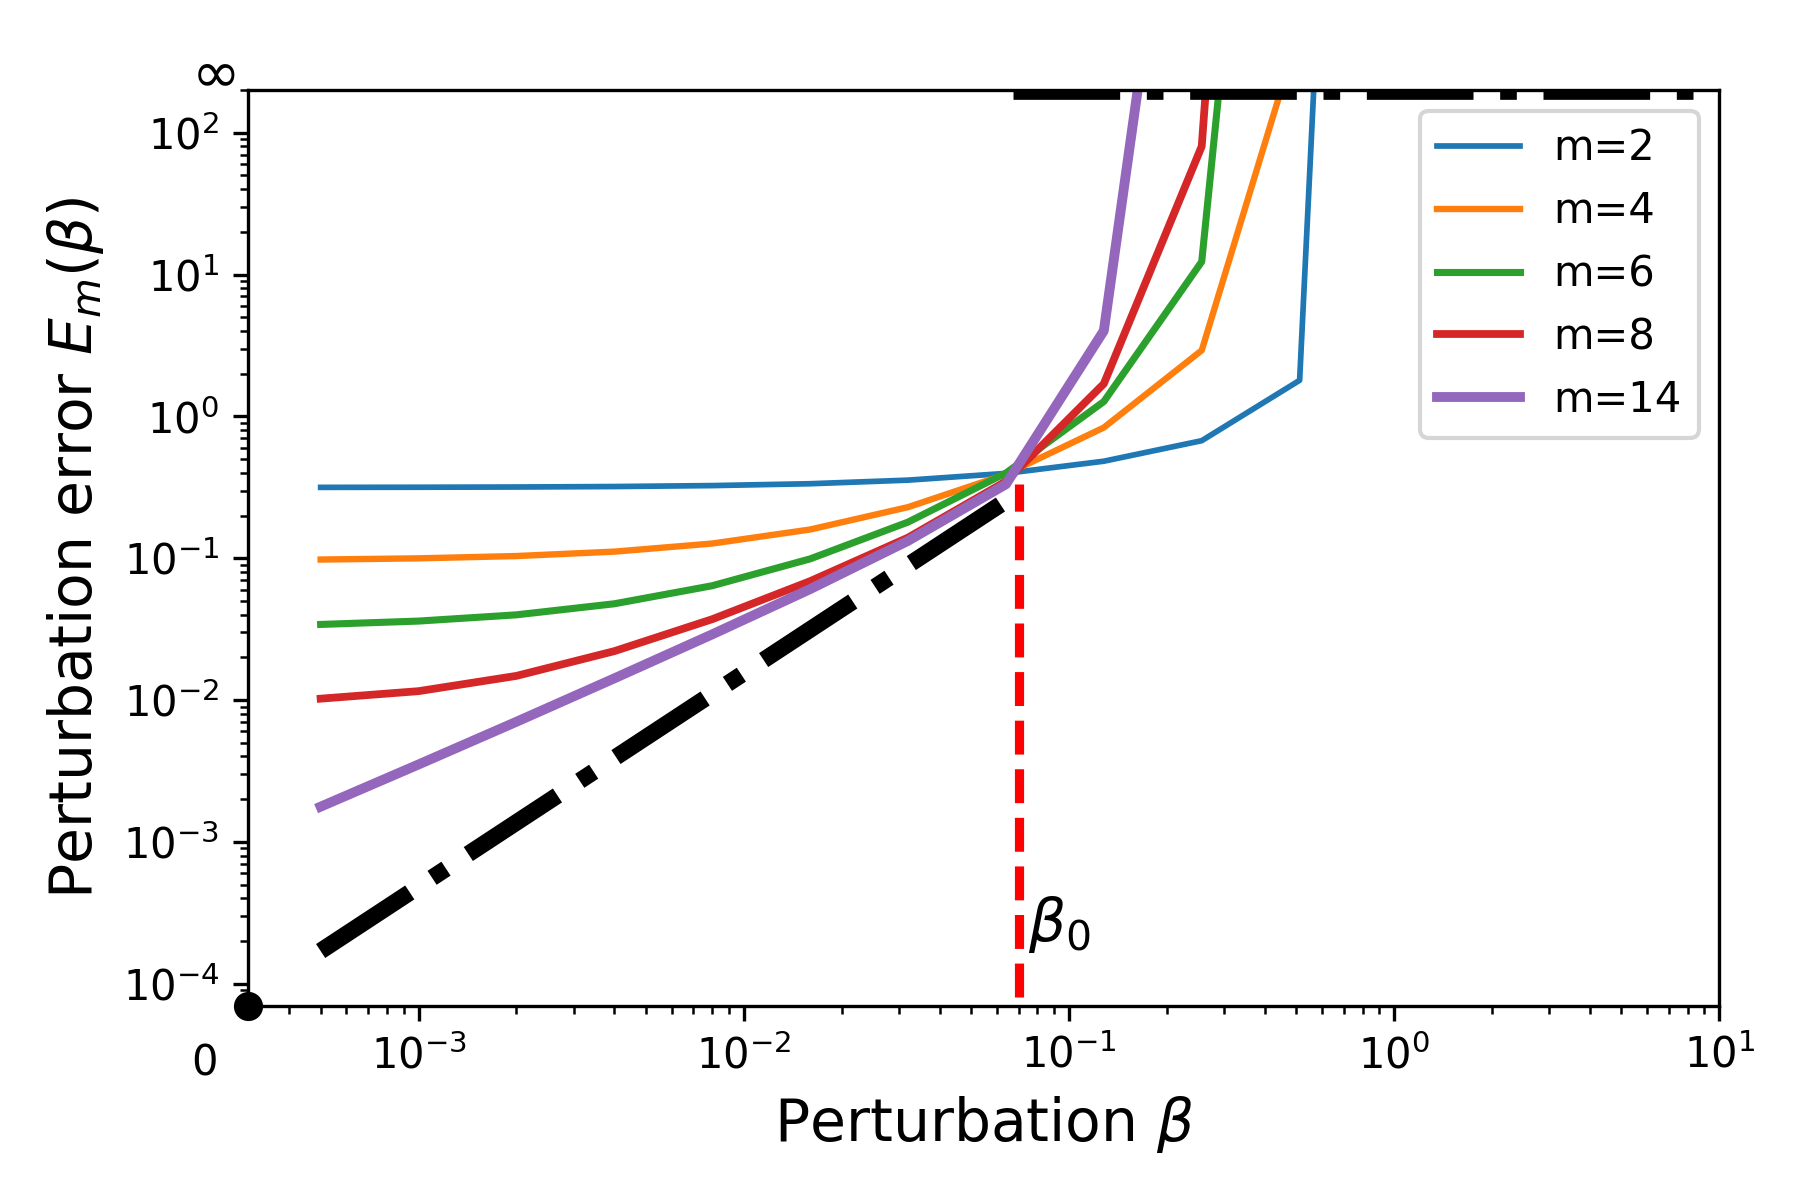 ∞
10²
10¹
10⁰
10⁻¹
10⁻²
10⁻³
10⁻⁴
Perturbation error Eₘ(β)
m=2
m=4
m=6
m=8
m=14
β₀
0
10⁻³
10⁻²
10⁻¹
10⁰
10¹
Perturbation β